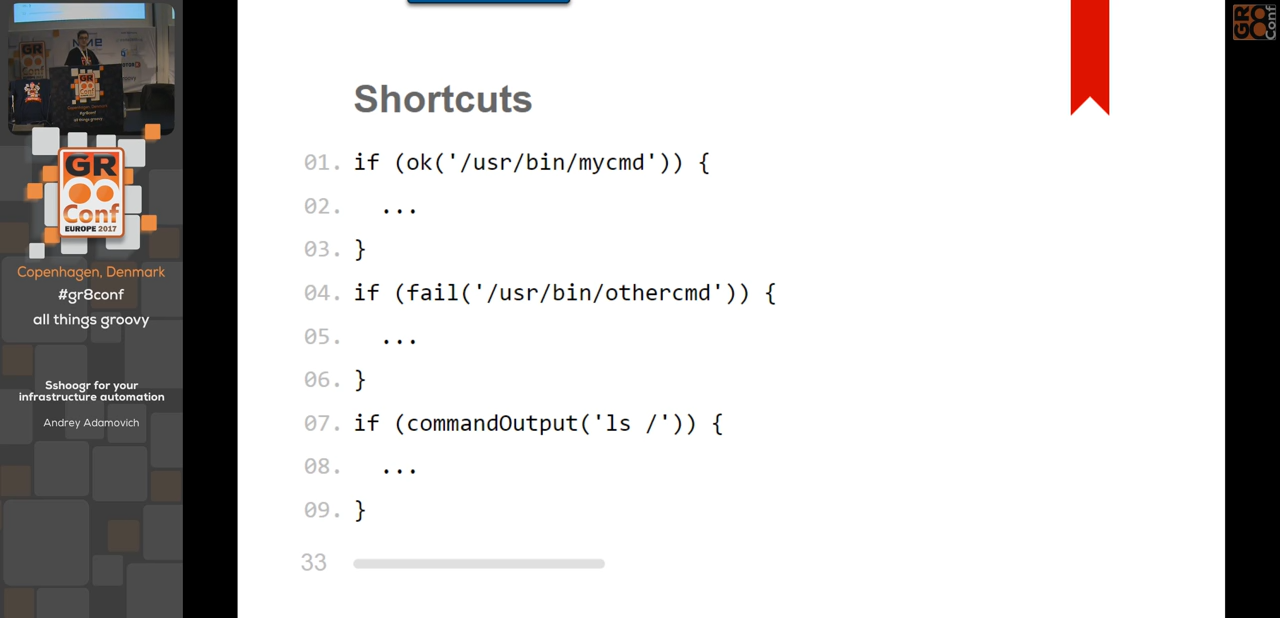 Shortcuts
01. if (ok('/usr/bin/mycmd')) {
02.   ...
03. }
04. if (fail('/usr/bin/othercmd')) {
05.   ...
06. }
07. if (commandOutput('ls /')) {
08.   ...
09. }
33
GR
Conf
EUROPE 2017
Copenhagen, Denmark
#gr8conf
all things groovy
Sshoogr for your
infrastructure automation
Andrey Adamovich
GR
Conf